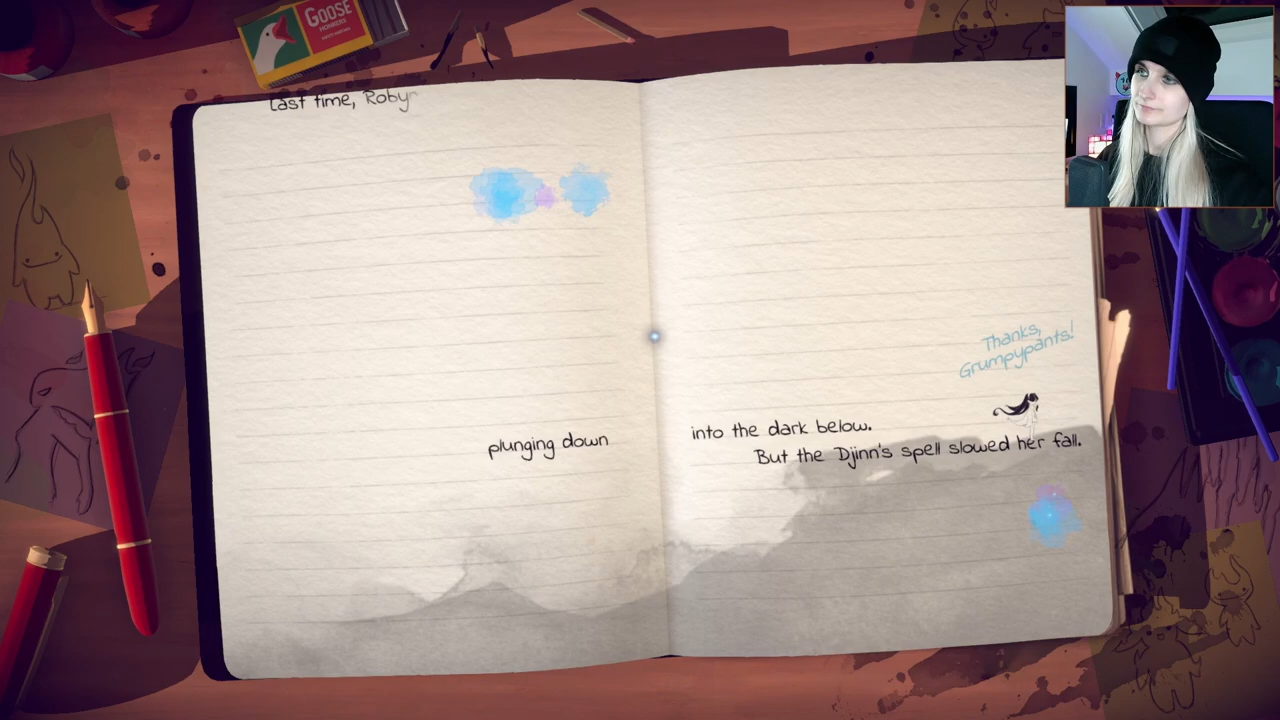 GOOSE
HONKERS
Last time, Robyn
Thanks,
Grumpypants!
plunging down
into the dark below.
But the Djinn's spell slowed her fall.